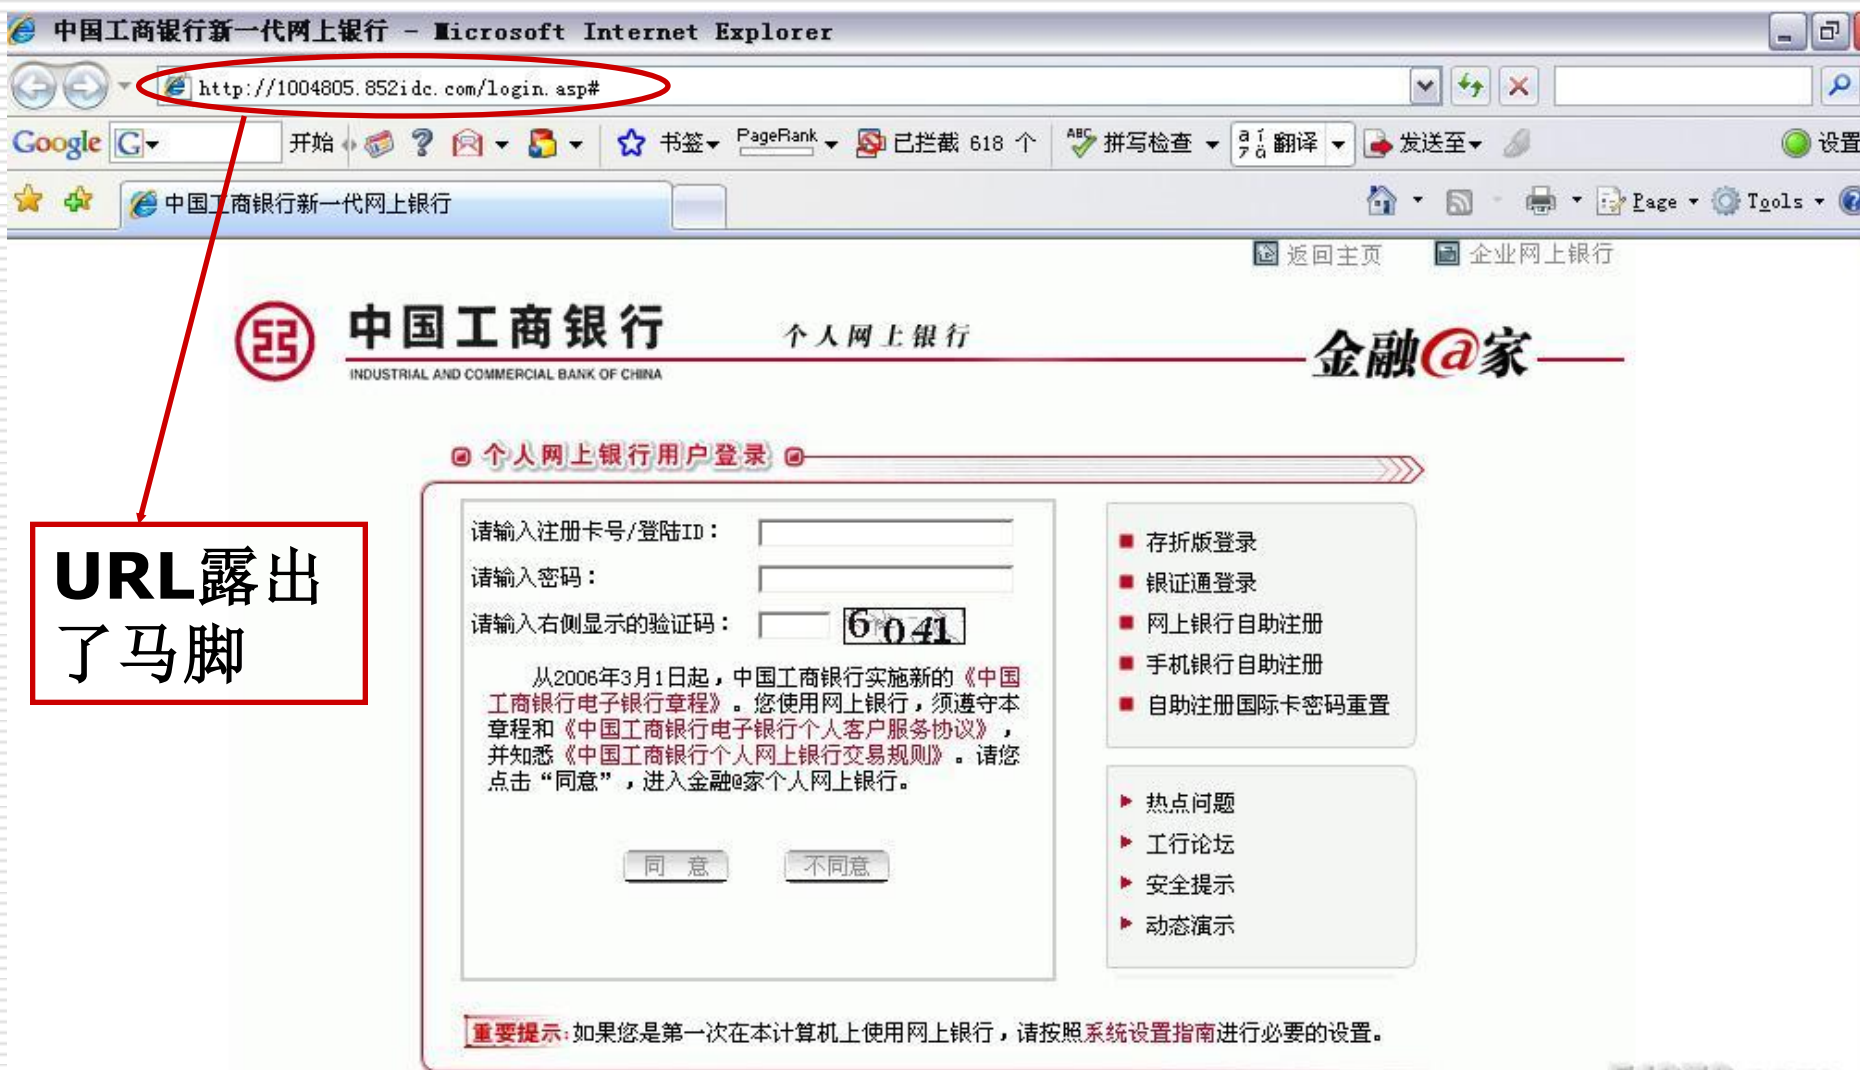 中国工商银行新一代网上银行 - Microsoft Internet Explorer
http://1004805.852idc.com/login.asp#
Google G 开始 书签 PageRank 已拦截 618 个 ABC 拼写检查 翻译 发送至 设置
中国工商银行新一代网上银行 Page Tools
返回主页 企业网上银行
中国工商银行 个人网上银行 金融@家
INDUSTRIAL AND COMMERCIAL BANK OF CHINA
个人网上银行用户登录
请输入注册卡号/登陆ID：
请输入密码：
请输入右侧显示的验证码： 6041
从2006年3月1日起，中国工商银行实施新的《中国
工商银行电子银行章程》。您使用网上银行，须遵守本
章程和《中国工商银行电子银行个人客户服务协议》，
并知悉《中国工商银行个人网上银行交易规则》。请您
点击“同意”，进入金融@家个人网上银行。
同 意 不同意
存折版登录
银证通登录
网上银行自助注册
手机银行自助注册
自助注册国际卡密码重置
热点问题
工行论坛
安全提示
动态演示
重要提示:如果您是第一次在本计算机上使用网上银行，请按照系统设置指南进行必要的设置。
URL露出
了马脚